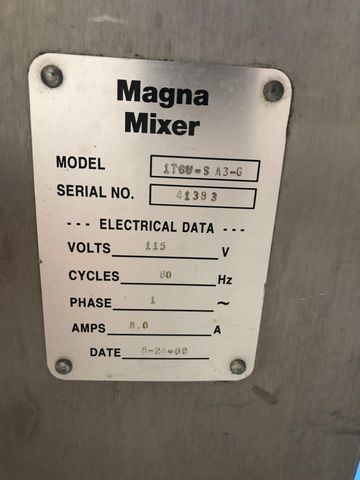 Magna
Mixer
MODEL 176W-S A3-G
SERIAL NO. 41383
--- ELECTRICAL DATA ---
VOLTS 115 V
CYCLES 60 Hz
PHASE 1 ~
AMPS 8.0 A
DATE